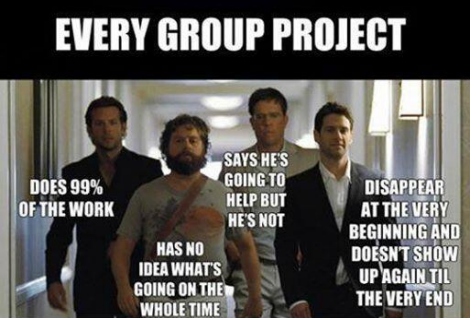 EVERY GROUP PROJECT
DOES 99%
OF THE WORK
HAS NO
IDEA WHAT'S
GOING ON THE
WHOLE TIME
SAYS HE'S
GOING TO
HELP BUT
HE'S NOT
DISAPPEAR
AT THE VERY
BEGINNING AND
DOESN'T SHOW
UP AGAIN TIL
THE VERY END